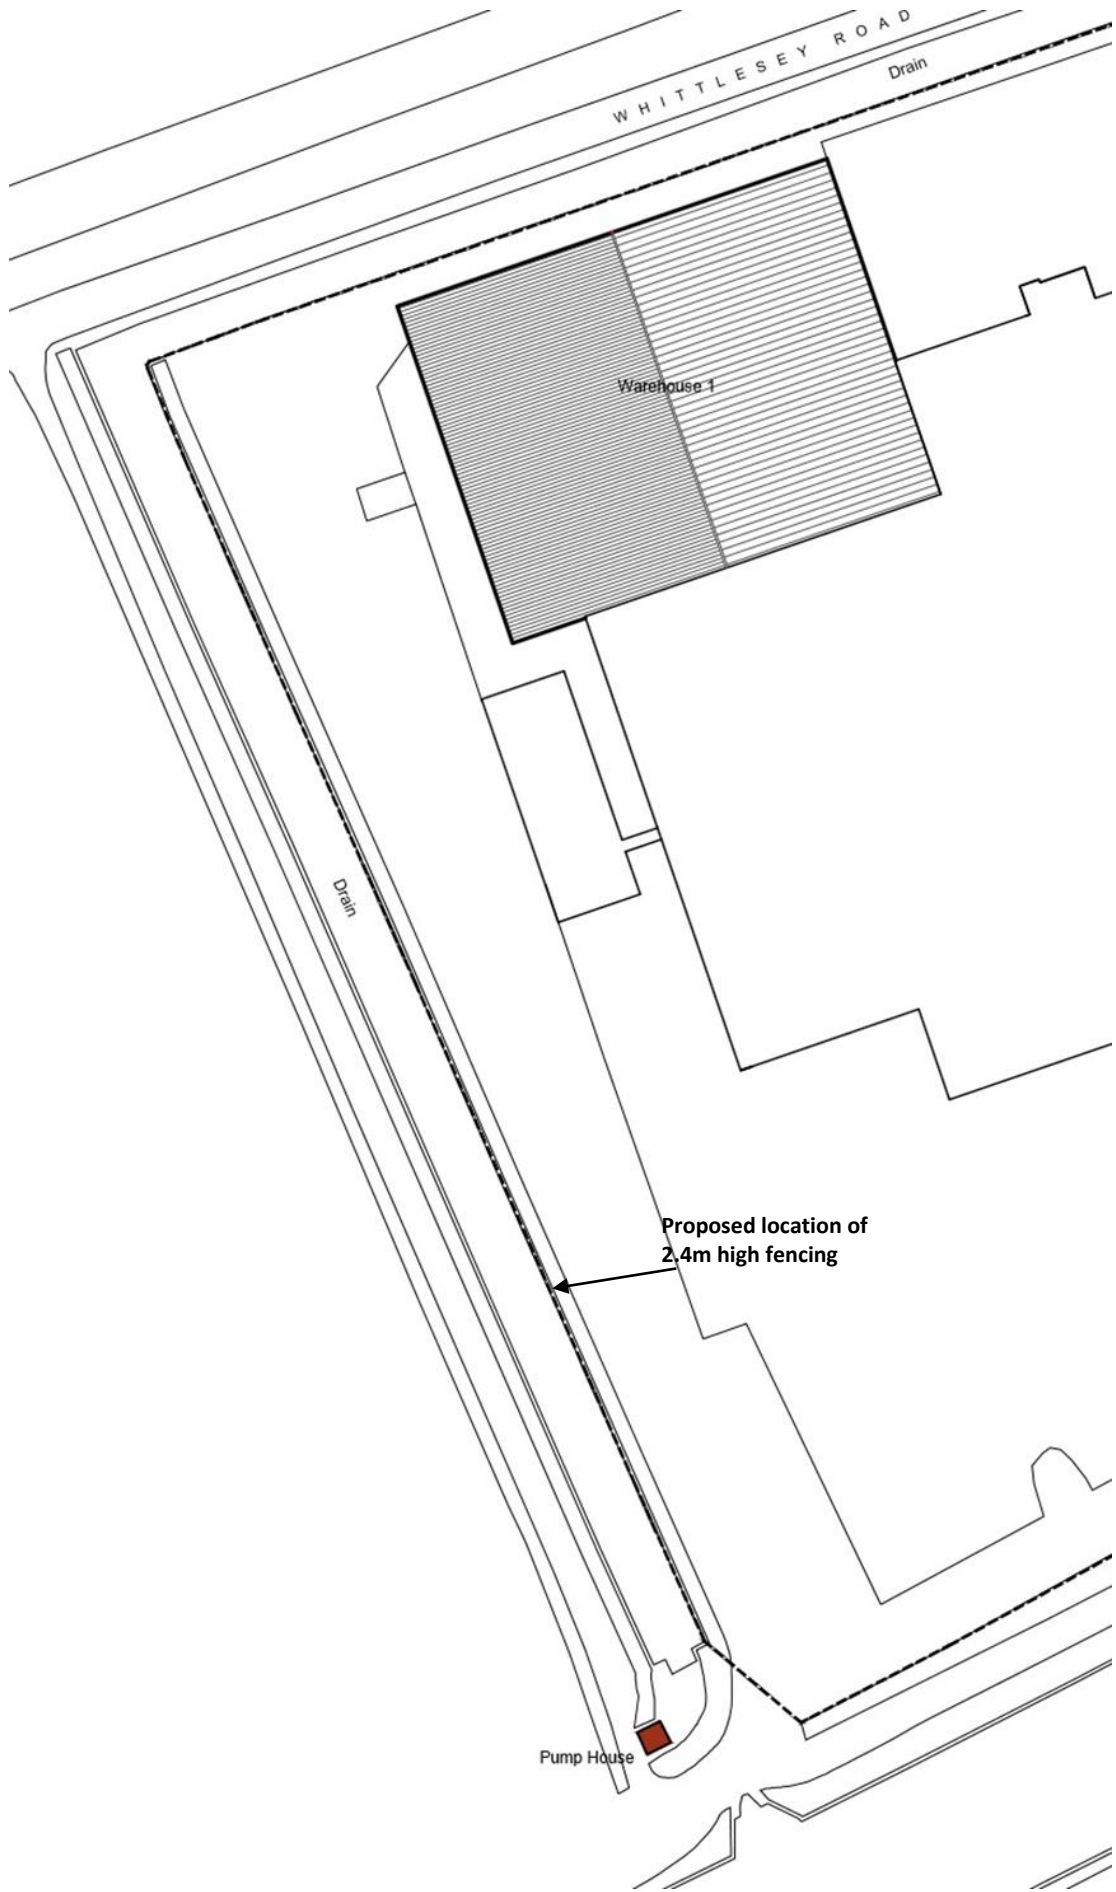 WHITTLESEY ROAD
Drain
Warehouse 1
Drain
Proposed location of
2.4m high fencing
Pump House